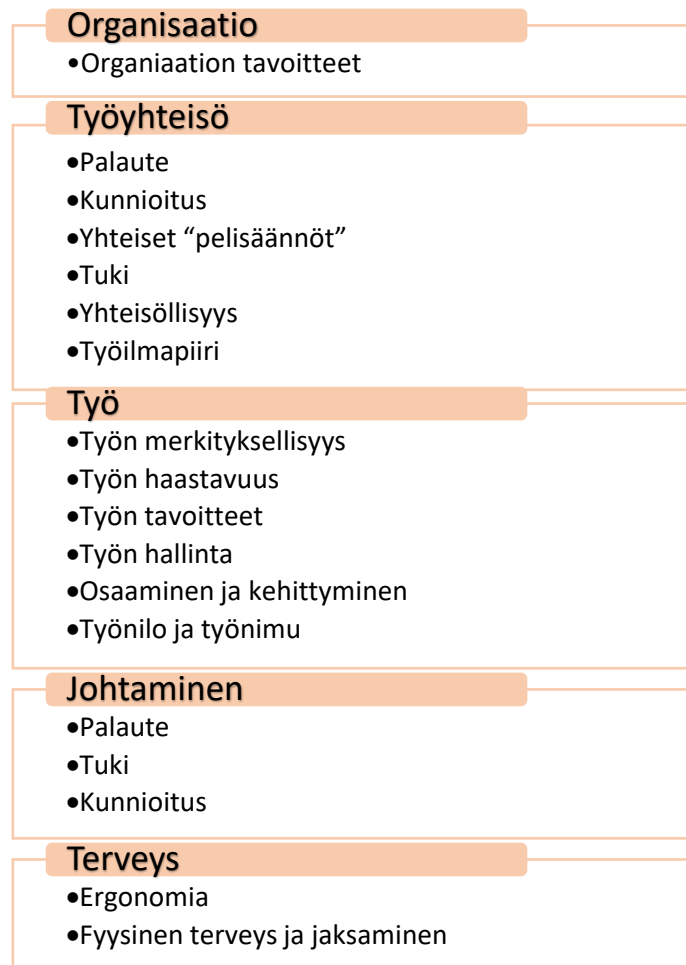 Organisaatio
•Organiaation tavoitteet
Työyhteisö
•Palaute
•Kunnioitus
•Yhteiset “pelisäännöt”
•Tuki
•Yhteisöllisyys
•Työilmapiiri
Työ
•Työn merkityksellisyys
•Työn haastavuus
•Työn tavoitteet
•Työn hallinta
•Osaaminen ja kehittyminen
•Työnilo ja työnimu
Johtaminen
•Palaute
•Tuki
•Kunnioitus
Terveys
•Ergonomia
•Fyysinen terveys ja jaksaminen